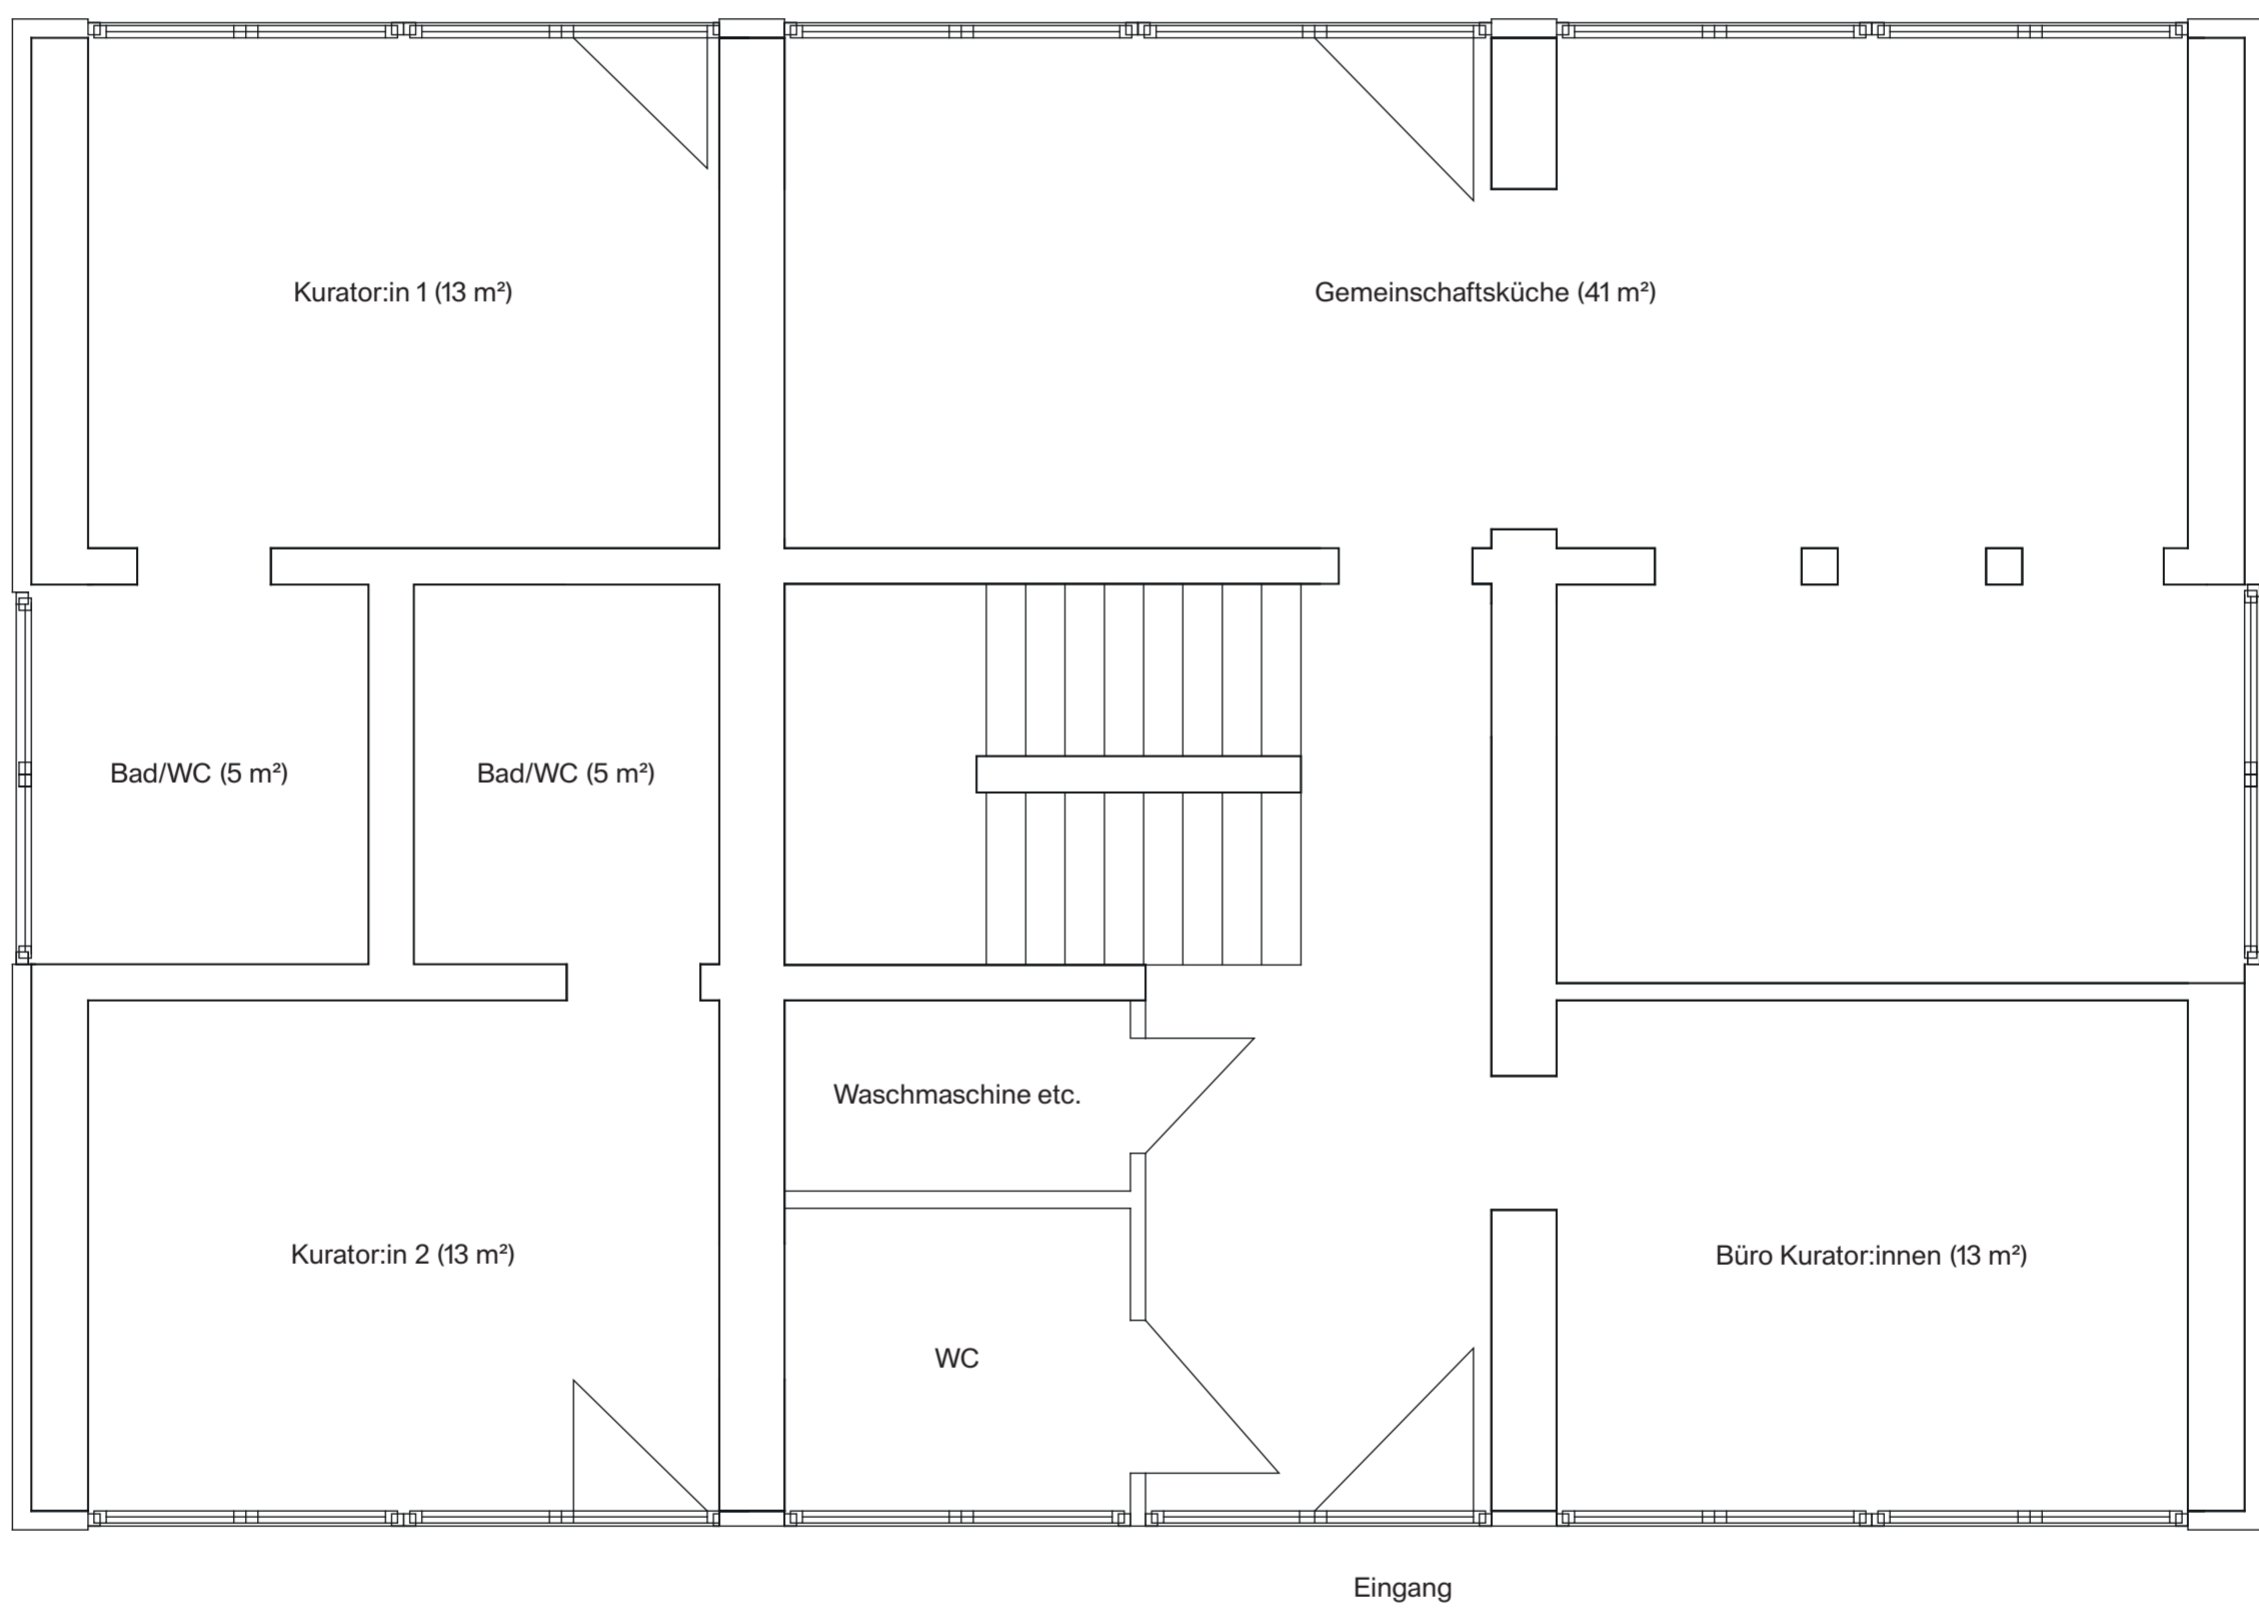 Kurator:in 1 (13 m²)
Gemeinschaftsküche (41 m²)
Bad/WC (5 m²)
Bad/WC (5 m²)
Waschmaschine etc.
Kurator:in 2 (13 m²)
Büro Kurator:innen (13 m²)
WC
Eingang